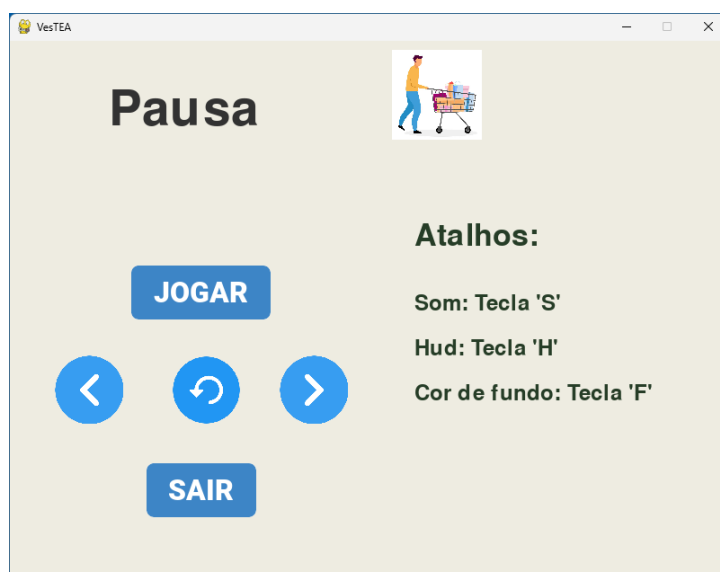 VesTEA
Pausa
JOGAR
SAIR
Atalhos:
Som: Tecla 'S'
Hud: Tecla 'H'
Cor de fundo: Tecla 'F'